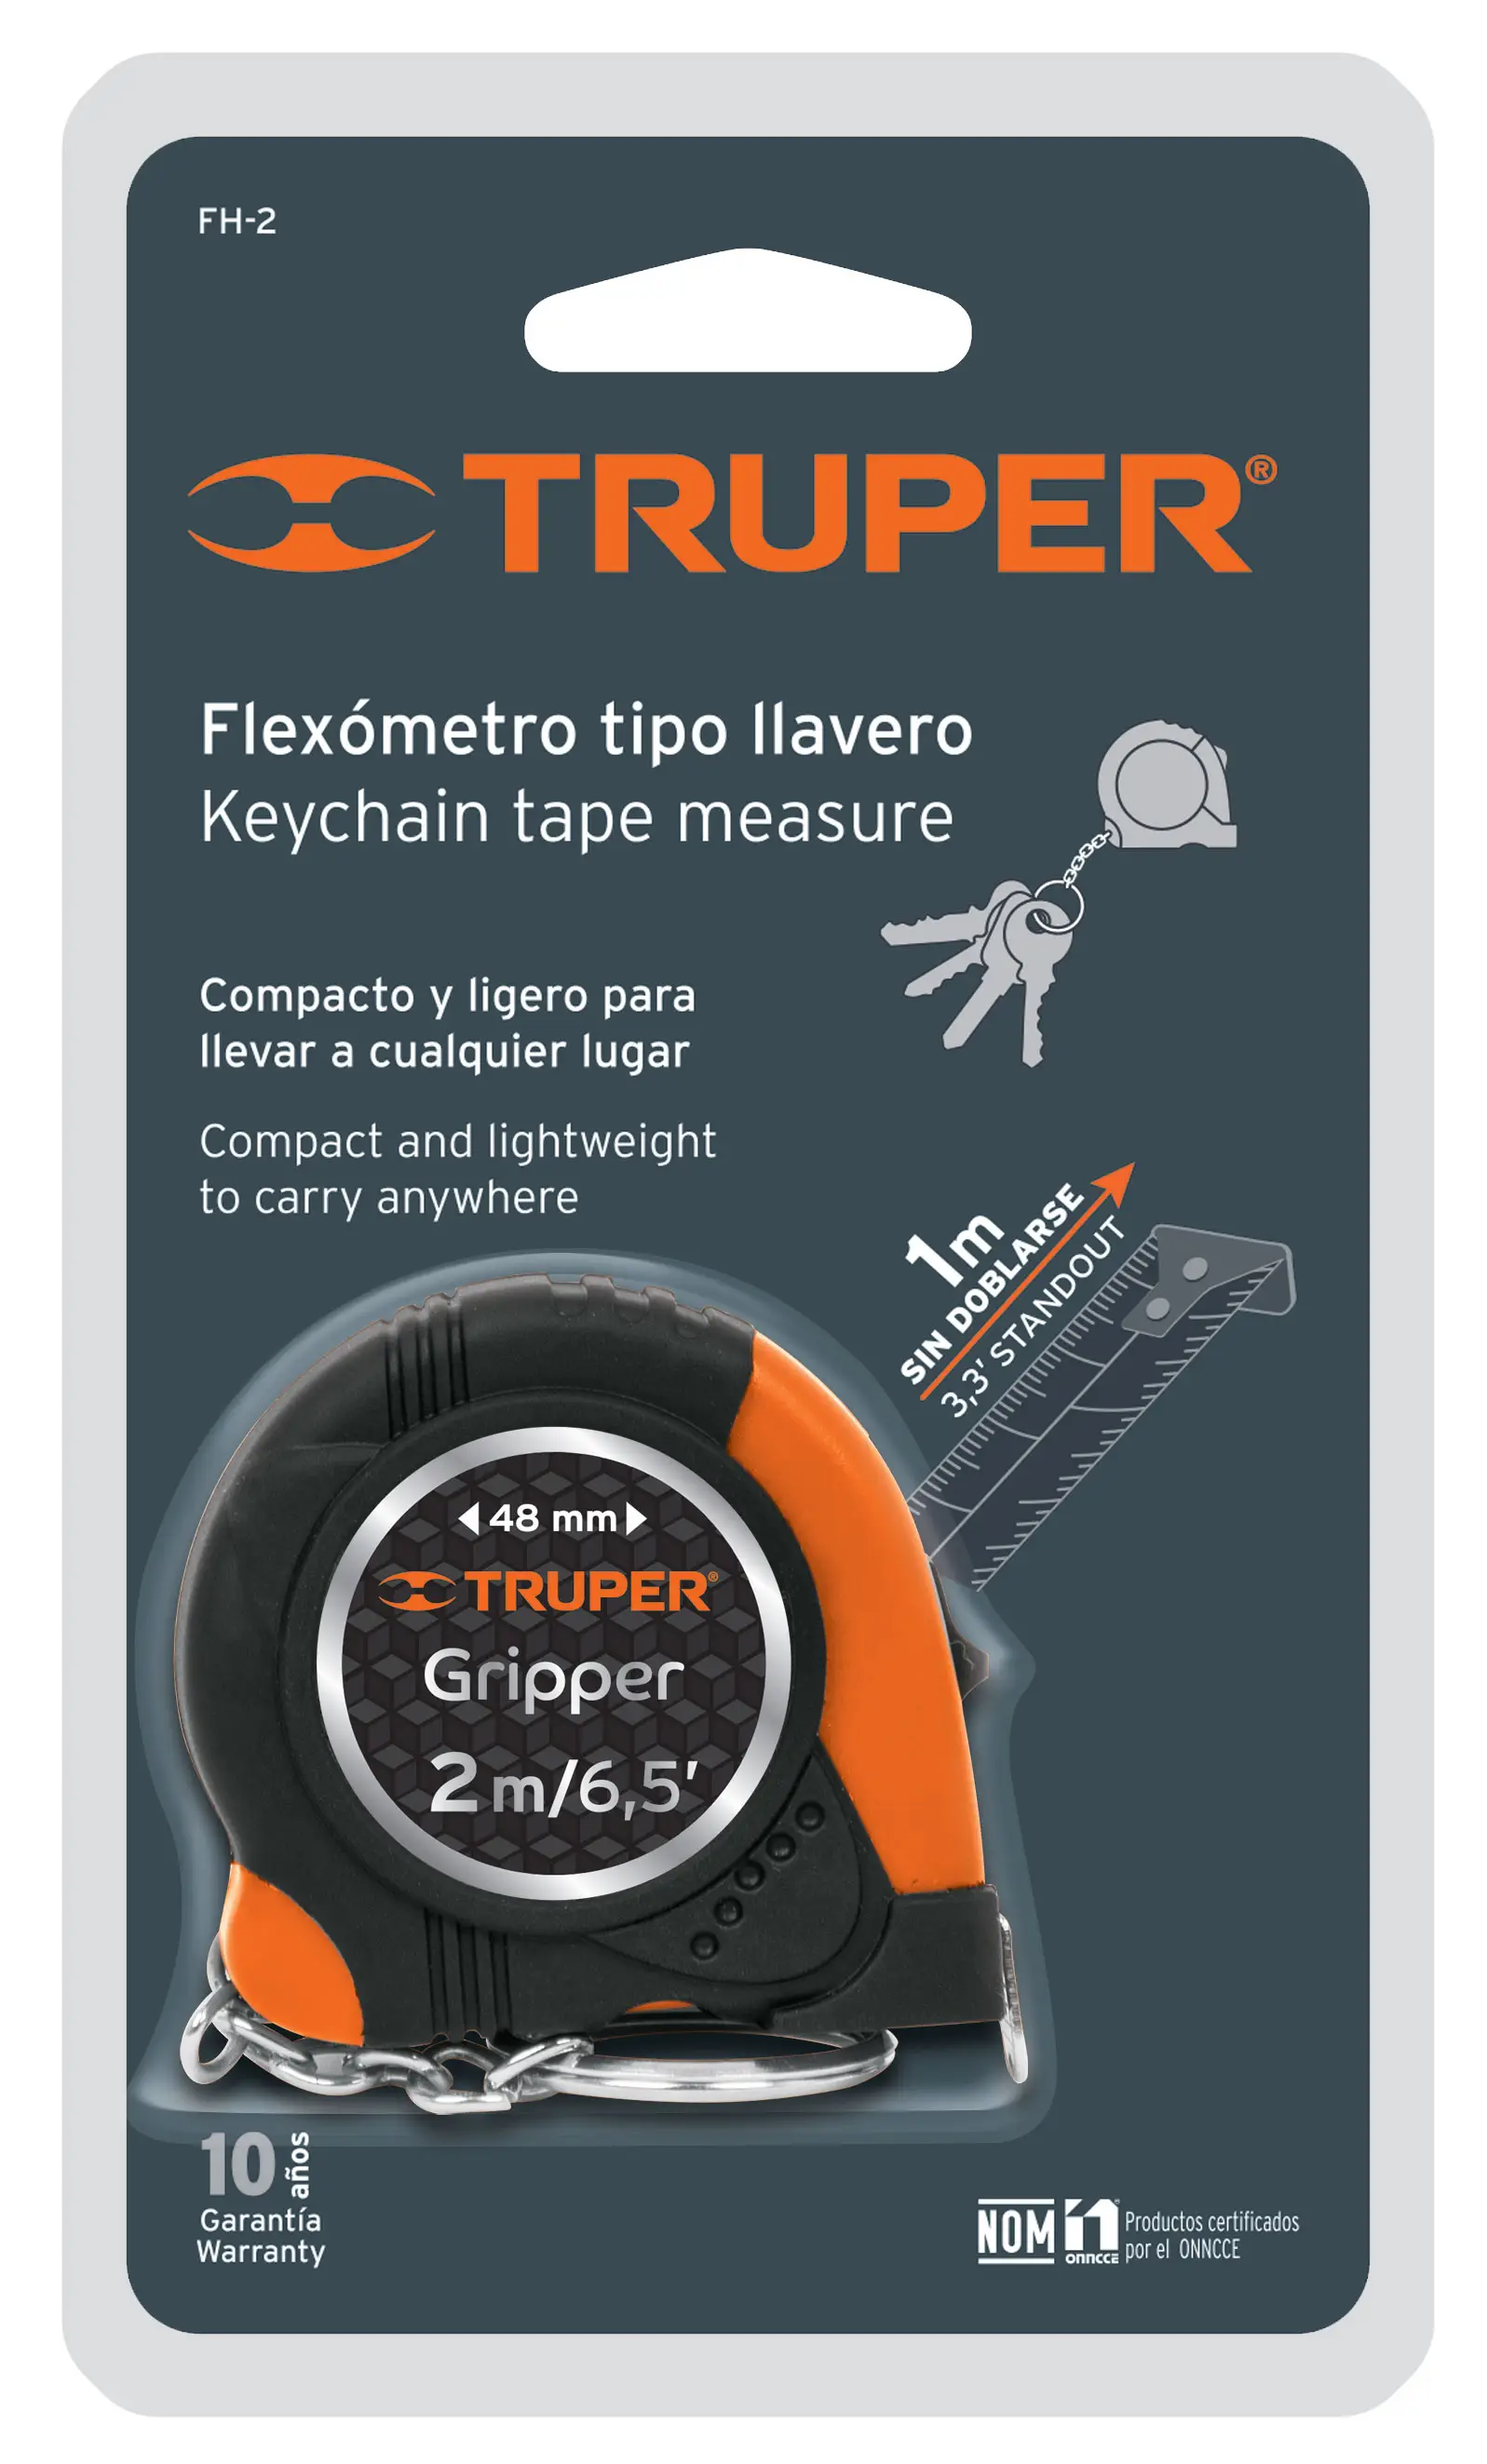 FH-2
TRUPER®
Flexómetro tipo llavero
Keychain tape measure
Compacto y ligero para
llevar a cualquier lugar
Compact and lightweight
to carry anywhere
1m
SIN DOBLARSE
3,3' STANDOUT
48 mm
TRUPER®
Gripper
2 m/6,5'
10 años
Garantía
Warranty
NOM
ONNCCE
Productos certificados
por el ONNCCE